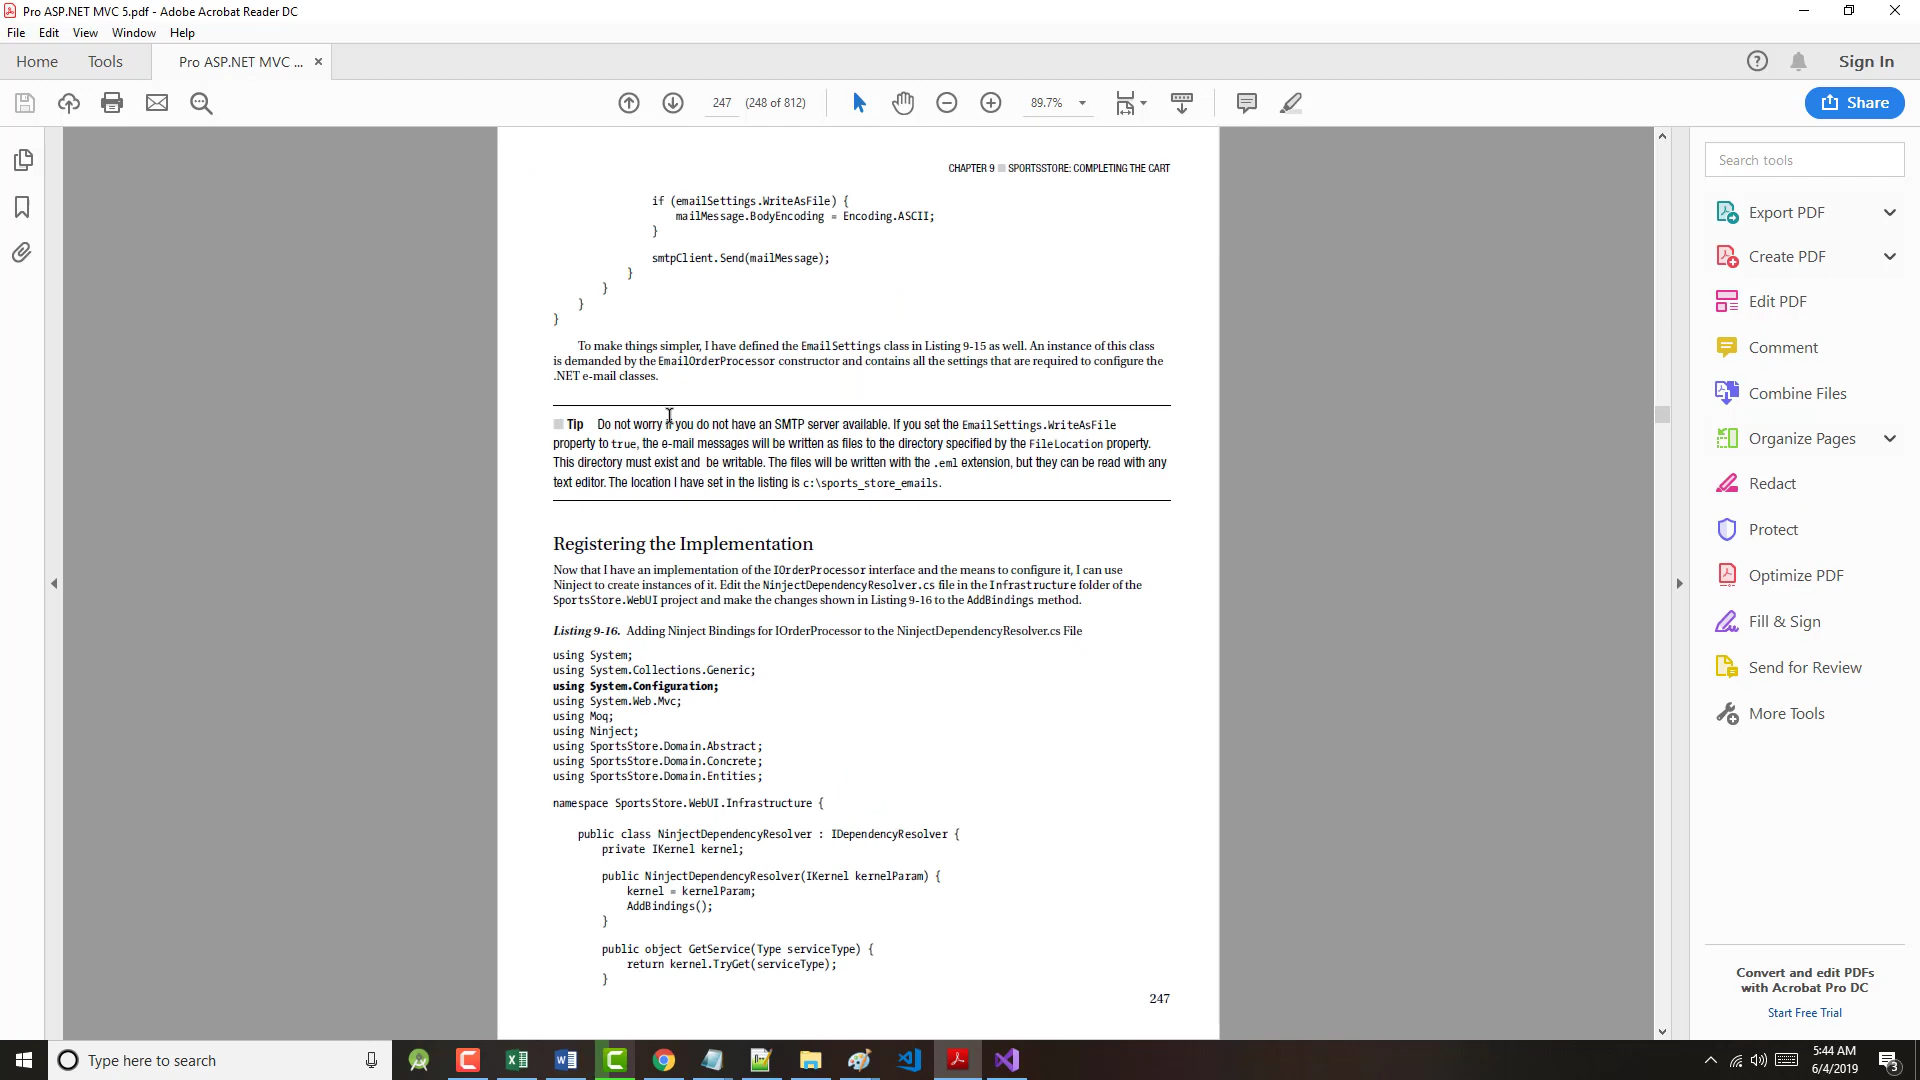 Pro ASP.NET MVC 5.pdf - Adobe Acrobat Reader DC
File Edit View Window Help
Home Tools Pro ASP.NET MVC ... × Sign In
247 (248 of 812) 89.7% Share
Search tools
Export PDF
Create PDF
Edit PDF
Comment
Combine Files
Organize Pages
Redact
Protect
Optimize PDF
Fill & Sign
Send for Review
More Tools
Convert and edit PDFs
with Acrobat Pro DC
Start Free Trial
CHAPTER 9 SPORTSSTORE: COMPLETING THE CART
if (emailSettings.WriteAsFile) {
mailMessage.BodyEncoding = Encoding.ASCII;
}
smtpClient.Send(mailMessage);
}
}
}
}
To make things simpler, I have defined the EmailSettings class in Listing 9-15 as well. An instance of this class
is demanded by the EmailOrderProcessor constructor and contains all the settings that are required to configure the
.NET e-mail classes.
Tip Do not worry if you do not have an SMTP server available. If you set the EmailSettings.WriteAsFile
property to true, the e-mail messages will be written as files to the directory specified by the FileLocation property.
This directory must exist and be writable. The files will be written with the .eml extension, but they can be read with any
text editor. The location I have set in the listing is c:\sports_store_emails.
Registering the Implementation
Now that I have an implementation of the IOrderProcessor interface and the means to configure it, I can use
Ninject to create instances of it. Edit the NinjectDependencyResolver.cs file in the Infrastructure folder of the
SportsStore.WebUI project and make the changes shown in Listing 9-16 to the AddBindings method.
Listing 9-16. Adding Ninject Bindings for IOrderProcessor to the NinjectDependencyResolver.cs File
using System;
using System.Collections.Generic;
using System.Configuration;
using System.Web.Mvc;
using Moq;
using Ninject;
using SportsStore.Domain.Abstract;
using SportsStore.Domain.Concrete;
using SportsStore.Domain.Entities;
namespace SportsStore.WebUI.Infrastructure {
public class NinjectDependencyResolver : IDependencyResolver {
private IKernel kernel;
public NinjectDependencyResolver(IKernel kernelParam) {
kernel = kernelParam;
AddBindings();
}
public object GetService(Type serviceType) {
return kernel.TryGet(serviceType);
}
247
Type here to search
5:44 AM
6/4/2019
3